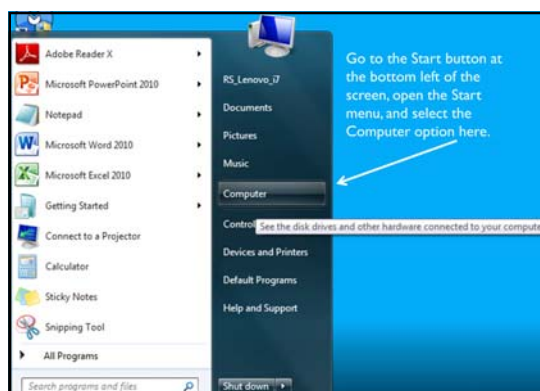 Adobe Reader X
Microsoft PowerPoint 2010
Notepad
Microsoft Word 2010
Microsoft Excel 2010
Getting Started
Connect to a Projector
Calculator
Sticky Notes
Snipping Tool
All Programs
Search programs and files
RS_Lenovo_i7
Documents
Pictures
Music
Computer
Control
See the disk drives and other hardware connected to your compute
Devices and Printers
Default Programs
Help and Support
Shut down
Go to the Start button at
the bottom left of the
screen, open the Start
menu, and select the
Computer option here.